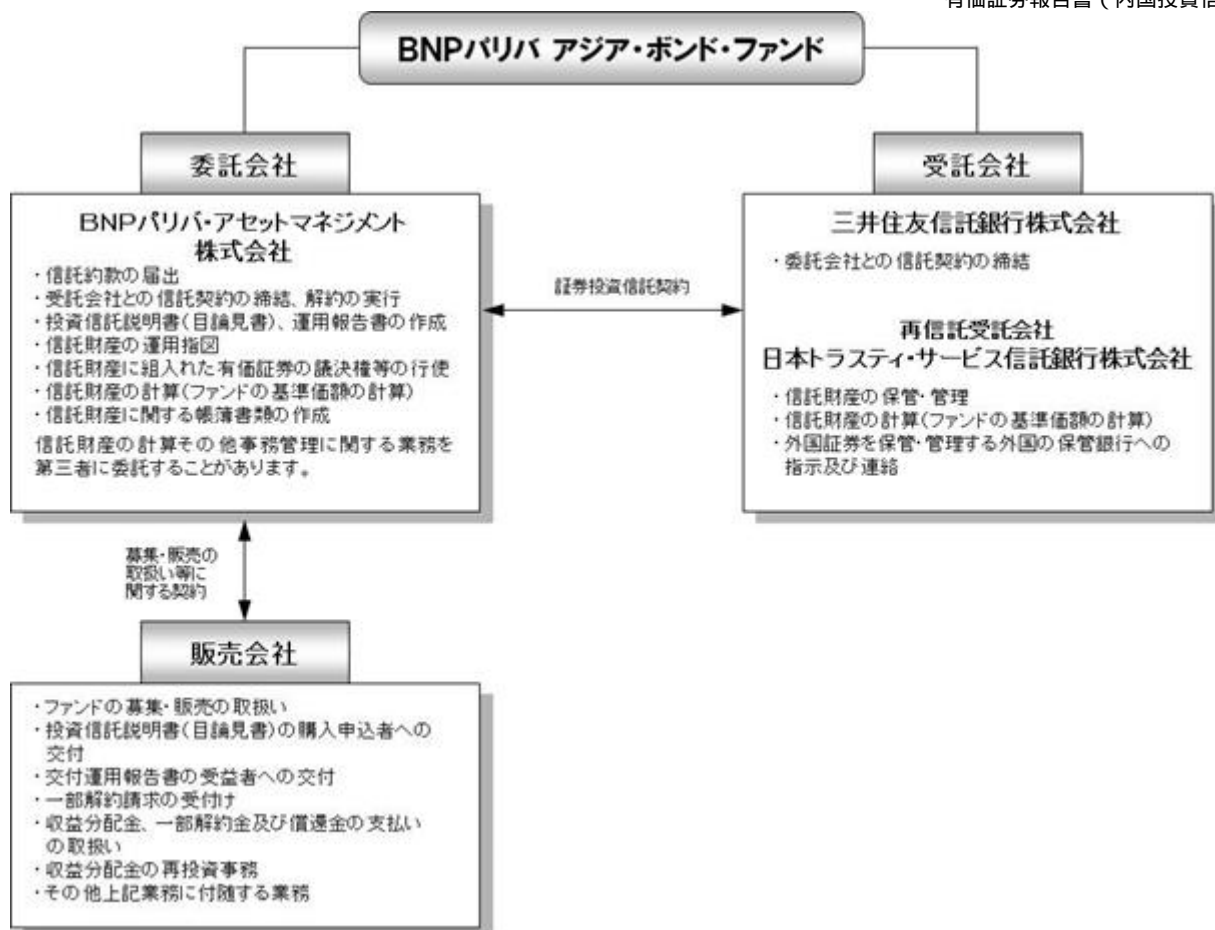 有価証券報告書(内国投資信
BNPパリバ アジア・ボンド・ファンド
委託会社
BNPパリバ・アセットマネジメント
株式会社
・信託約款の届出
・受託会社との信託契約の締結、解約の実行
・投資信託説明書(目論見書)、運用報告書の作成
・信託財産の運用指図
・信託財産に組入れた有価証券の議決権等の行使
・信託財産の計算(ファンドの基準価額の計算)
・信託財産に関する帳簿書類の作成
信託財産の計算その他事務管理に関する業務を
第三者に委託することがあります。
証券投資信託契約
受託会社
三井住友信託銀行株式会社
・委託会社との信託契約の締結
再信託受託会社
日本トラスティ・サービス信託銀行株式会社
・信託財産の保管・管理
・信託財産の計算(ファンドの基準価額の計算)
・外国証券を保管・管理する外国の保管銀行への
指示及び連絡
募集・販売の
取扱い等に
関する契約
販売会社
・ファンドの募集・販売の取扱い
・投資信託説明書(目論見書)の購入申込者への
交付
・交付運用報告書の受益者への交付
・一部解約請求の受付け
・収益分配金、一部解約金及び償還金の支払い
の取扱い
・収益分配金の再投資事務
・その他上記業務に付随する業務